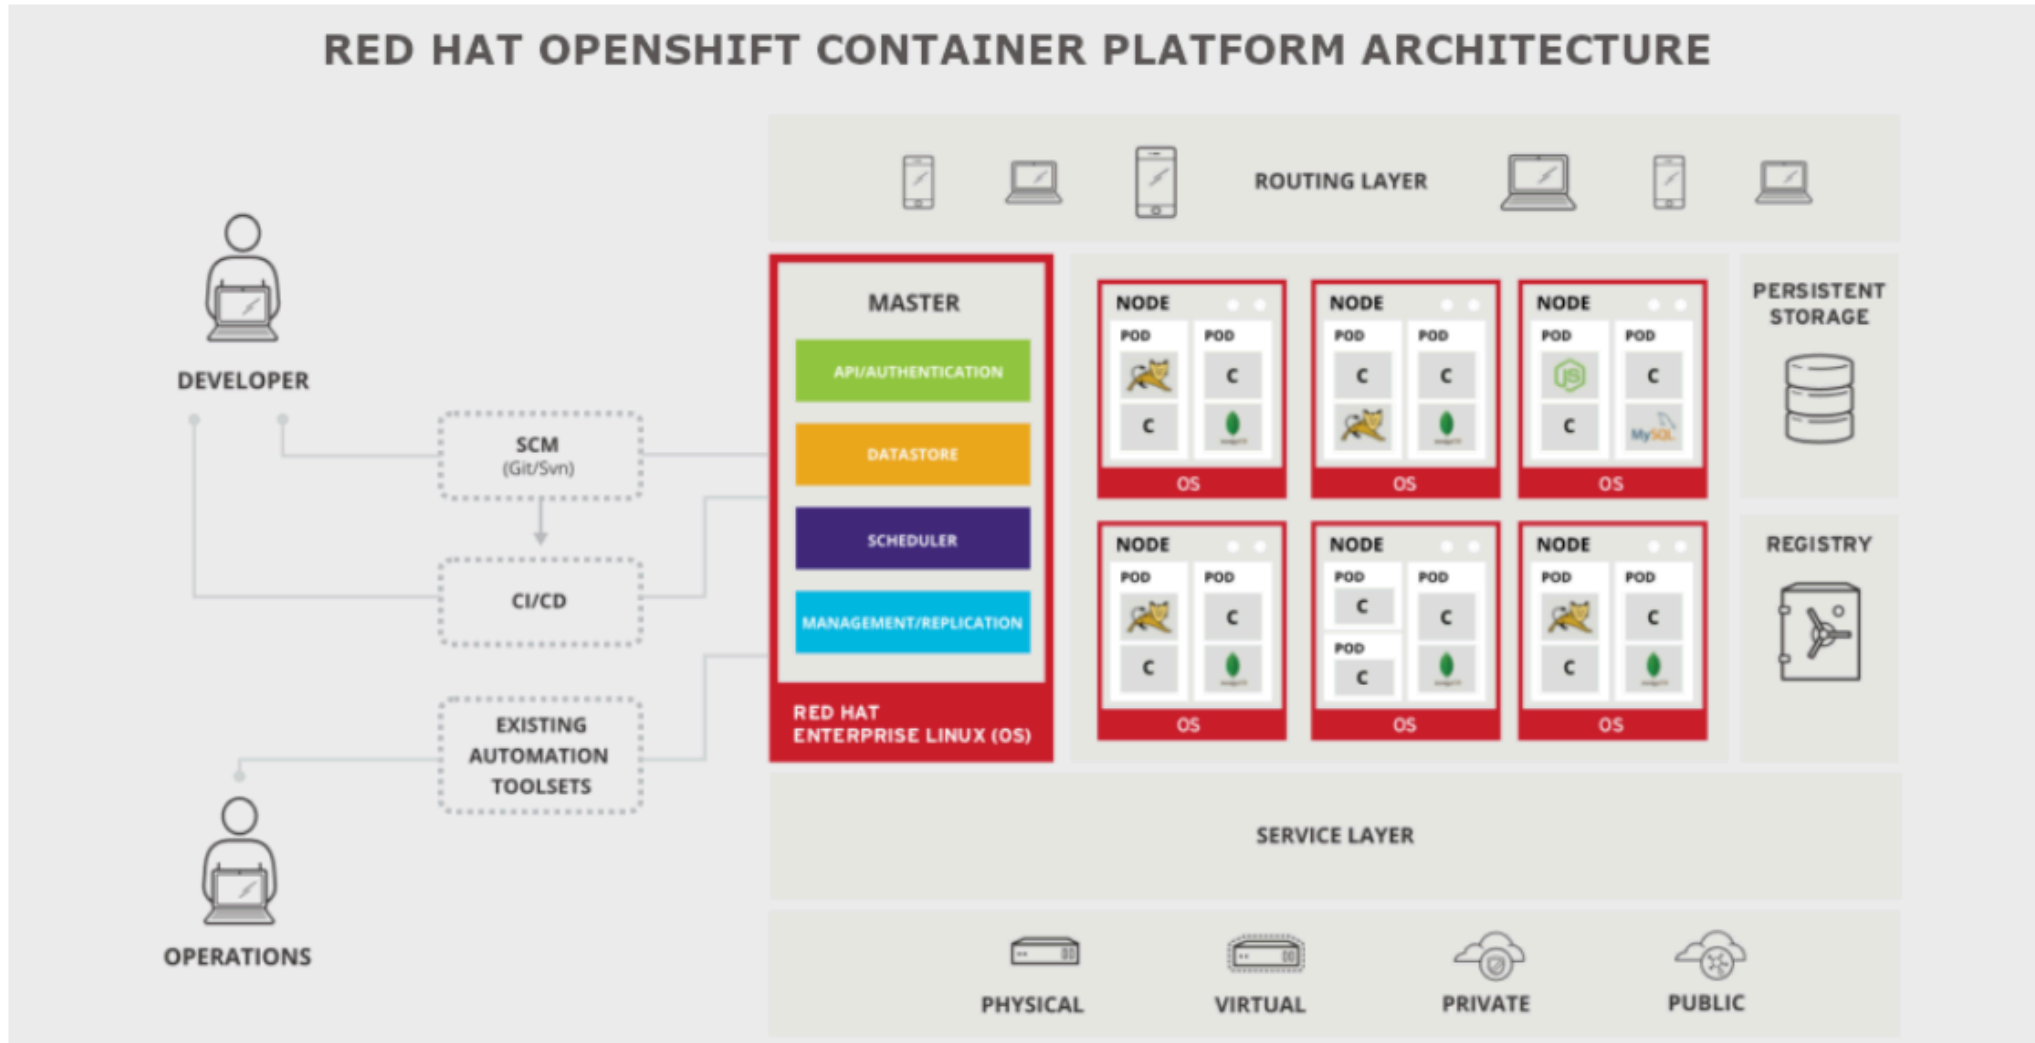 RED HAT OPENSHIFT CONTAINER PLATFORM ARCHITECTURE
ROUTING LAYER
DEVELOPER
SCM
(Git/Svn)
CI/CD
EXISTING
AUTOMATION
TOOLSETS
OPERATIONS
MASTER
API/AUTHENTICATION
DATASTORE
SCHEDULER
MANAGEMENT/REPLICATION
RED HAT
ENTERPRISE LINUX (OS)
NODE
POD
POD
C
C
OS
NODE
POD
POD
C
C
OS
NODE
POD
POD
JS
C
C
MySQL
OS
NODE
POD
POD
C
C
OS
NODE
POD
POD
C
C
POD
C
OS
NODE
POD
POD
C
C
OS
PERSISTENT
STORAGE
REGISTRY
SERVICE LAYER
PHYSICAL
VIRTUAL
PRIVATE
PUBLIC